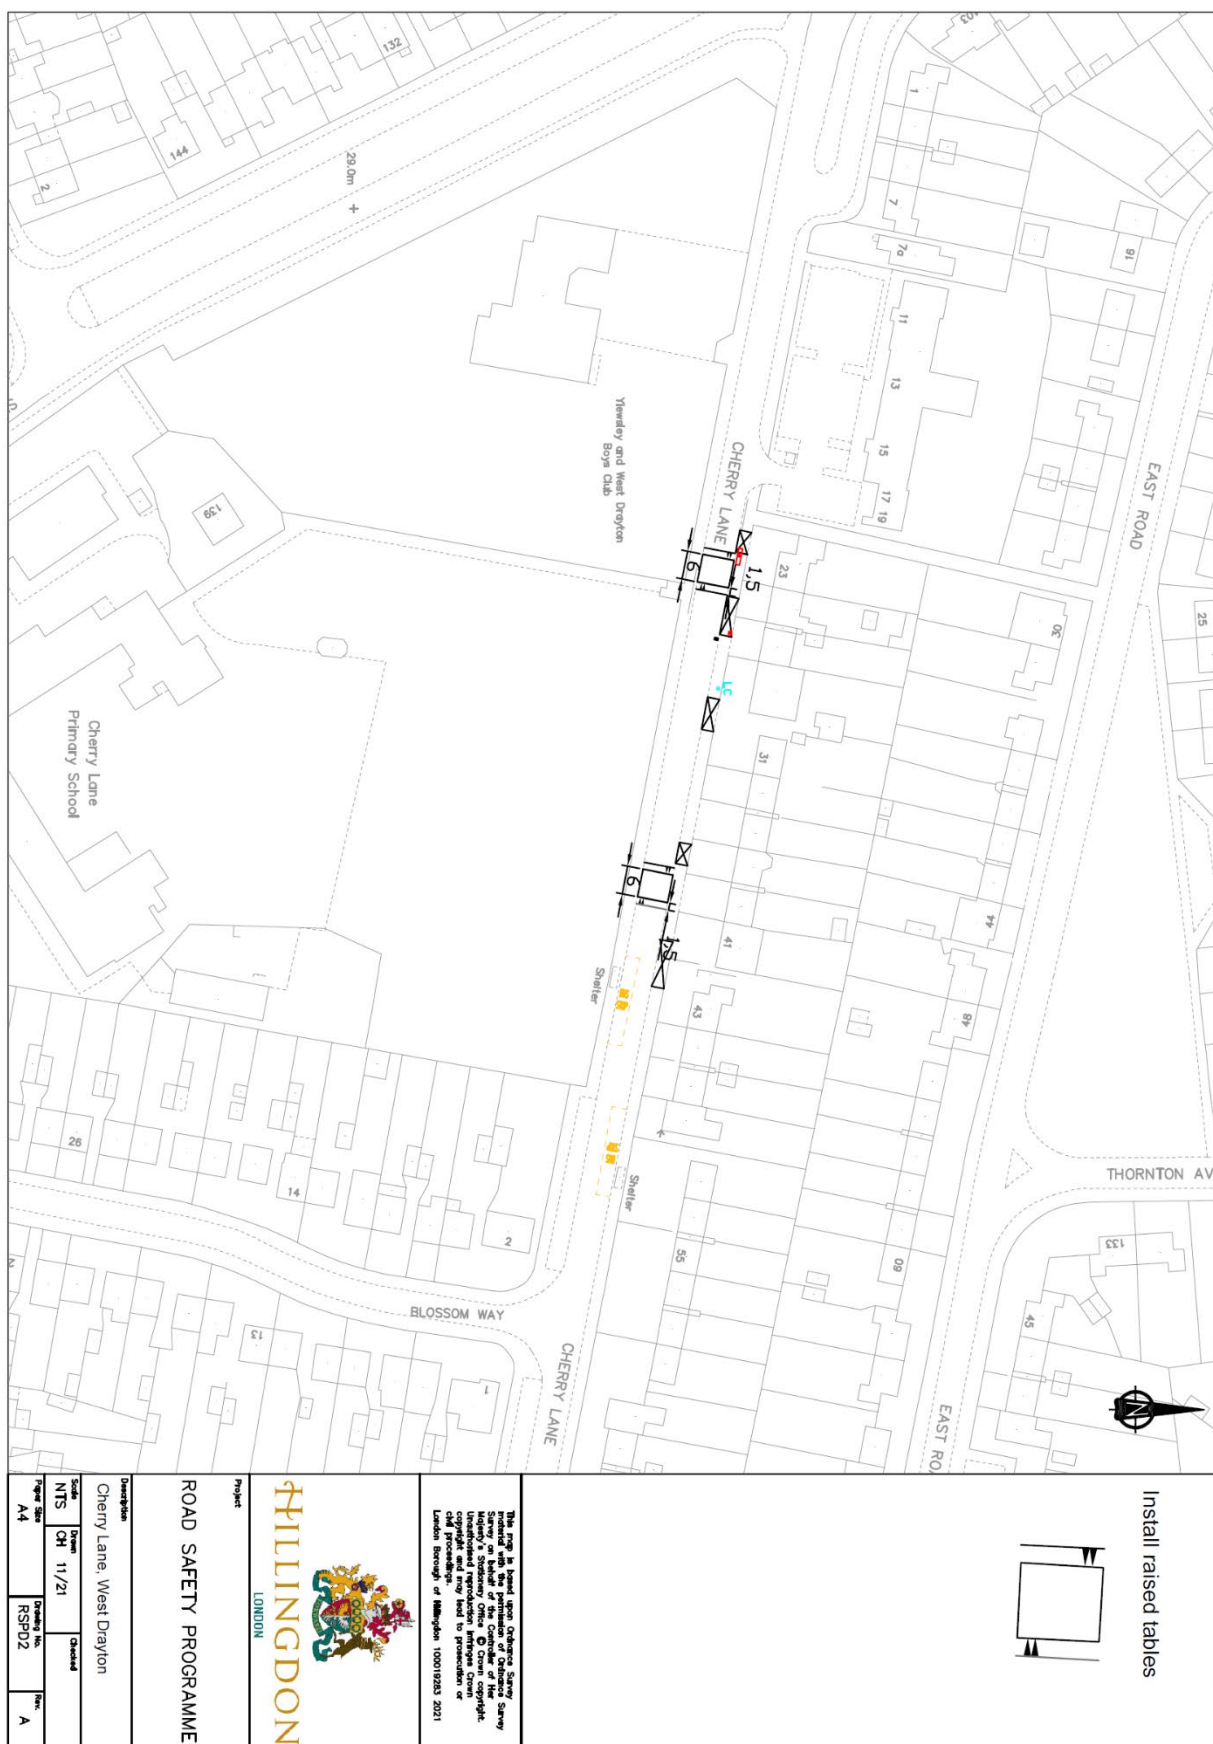 132
144
2
29.0m
103
1
7
7a
16
11
13
15
17
19
EAST ROAD
Yiewsley and West Drayton
Boys Club
CHERRY LANE
139
23
30
25
1,5
6
LC
31
Cherry Lane
Primary School
6
1,5
41
44
43
48
Shelter
Shelter
26
14
2
55
60
THORNTON AV
133
45
13
1
BLOSSOM WAY
CHERRY LANE
EAST RO
N
Install raised tables
This map is based upon Ordnance Survey
material with the permission of Ordnance Survey
Survey on behalf of the Controller of Her
Majesty's Stationery Office © Crown copyright.
Unauthorised reproduction infringes Crown
copyright and may lead to prosecution or
civil proceedings.
London Borough of Hillingdon 100019283 2021
HILLINGDON
LONDON
Project
ROAD SAFETY PROGRAMME
Description
Cherry Lane, West Drayton
Scale
NTS
Drawn
CH 11/21
Checked
Paper Size
A4
Drawing No.
RSPD2
Rev.
A